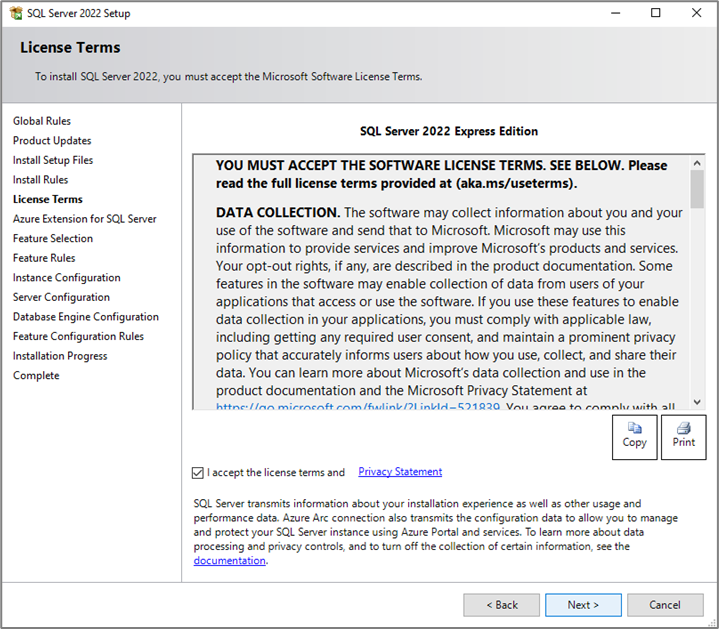 SQL Server 2022 Setup
License Terms
To install SQL Server 2022, you must accept the Microsoft Software License Terms.
Global Rules
Product Updates
Install Setup Files
Install Rules
License Terms
Azure Extension for SQL Server
Feature Selection
Feature Rules
Instance Configuration
Server Configuration
Database Engine Configuration
Feature Configuration Rules
Installation Progress
Complete
SQL Server 2022 Express Edition
YOU MUST ACCEPT THE SOFTWARE LICENSE TERMS. SEE BELOW. Please
read the full license terms provided at (aka.ms/useterms).
DATA COLLECTION. The software may collect information about you and your
use of the software and send that to Microsoft. Microsoft may use this
information to provide services and improve Microsoft's products and services.
Your opt-out rights, if any, are described in the product documentation. Some
features in the software may enable collection of data from users of your
applications that access or use the software. If you use these features to enable
data collection in your applications, you must comply with applicable law,
including getting any required user consent, and maintain a prominent privacy
policy that accurately informs users about how you use, collect, and share their
data. You can learn more about Microsoft's data collection and use in the
product documentation and the Microsoft Privacy Statement at
https://go.microsoft.com/fwlink/?LinkId=521839. You agree to comply with all
Copy
Print
I accept the license terms and Privacy Statement
SQL Server transmits information about your installation experience as well as other usage and
performance data. Azure Arc connection also transmits the configuration data to allow you to manage
and protect your SQL Server instance using Azure Portal and services. To learn more about data
processing and privacy controls, and to turn off the collection of certain information, see the
documentation.
< Back
Next >
Cancel